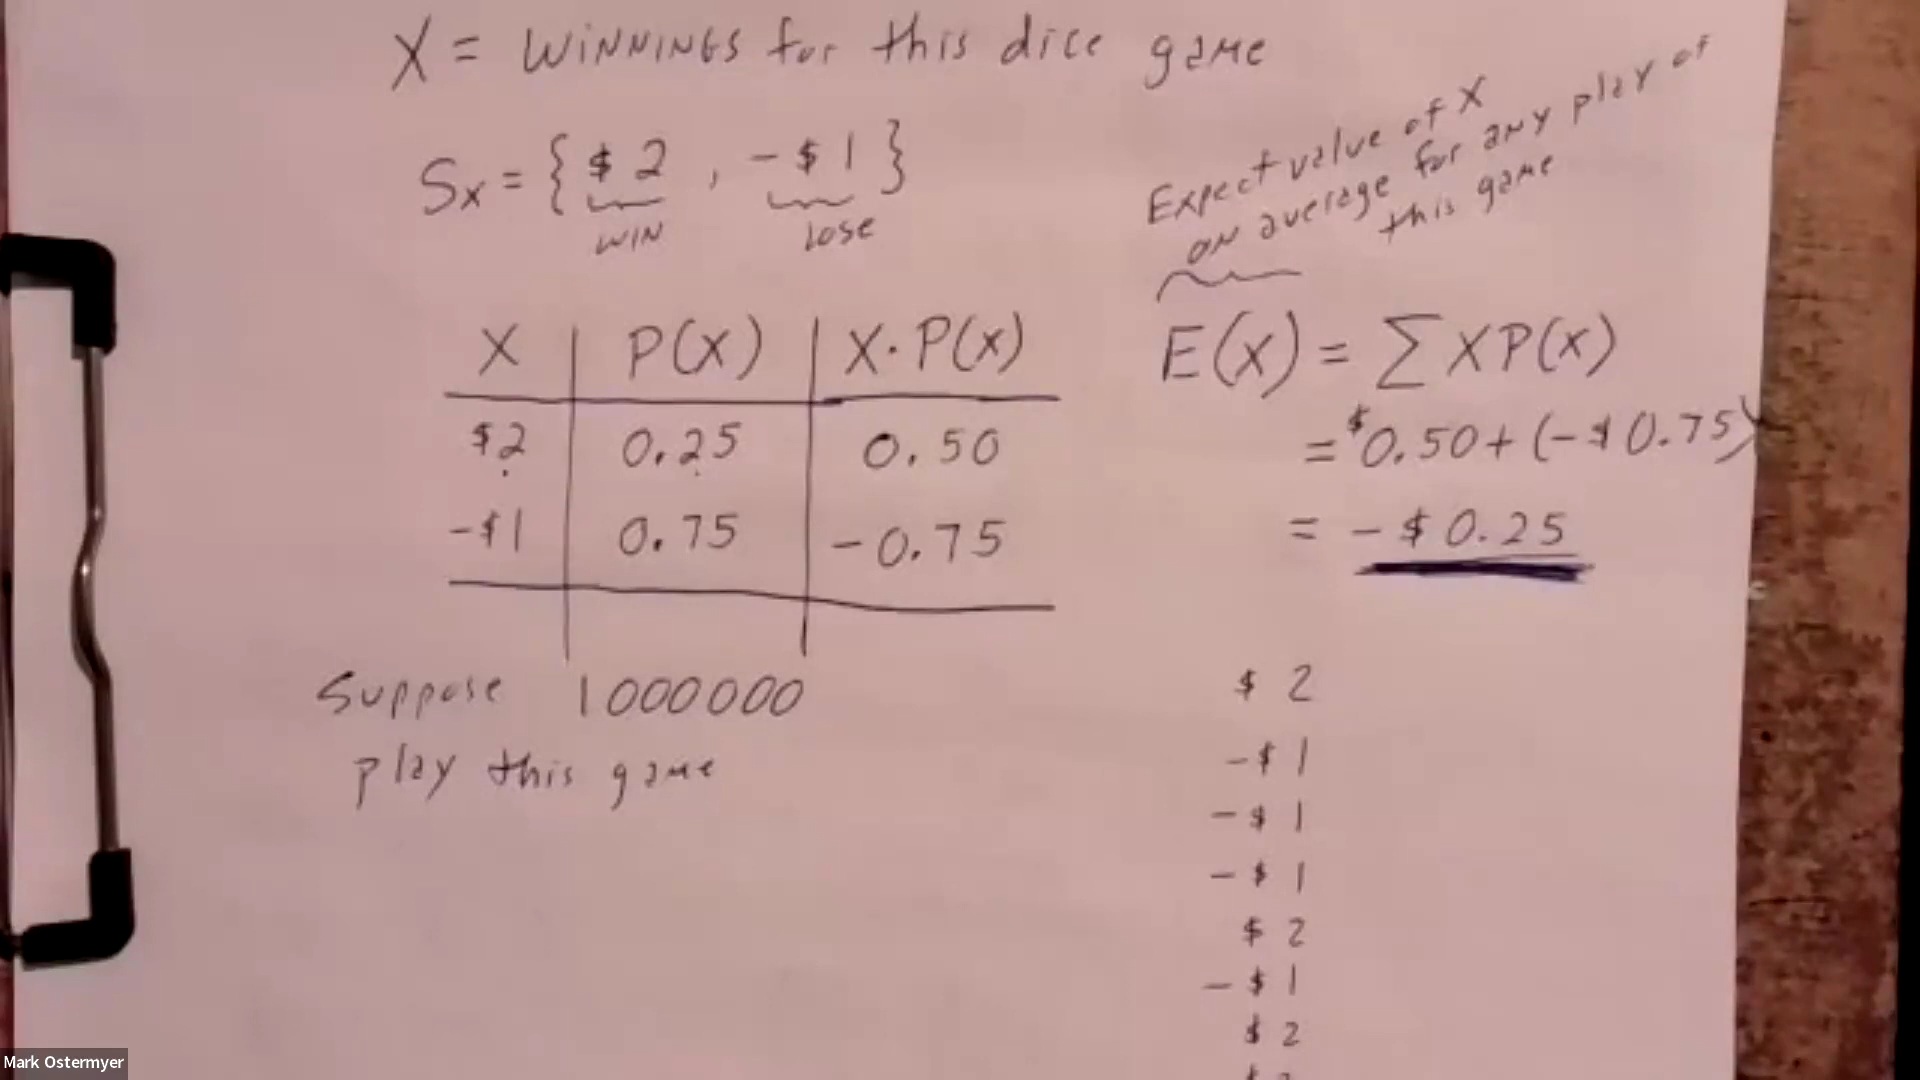 X = WINNINGS for this dice game
Sx = { $ 2 , - $ 1 }
WIN lose
Expect value of X
on average for any play of
this game
X P(X) X·P(x)
$2 0.25 0.50
-$1 0.75 -0.75
E(X) = ∑ XP(X)
= $0.50 + (-$0.75)
= -$0.25
Suppose 1000000
play this game
$ 2
-$ 1
-$ 1
-$ 1
$ 2
-$ 1
$ 2
Mark Ostermyer